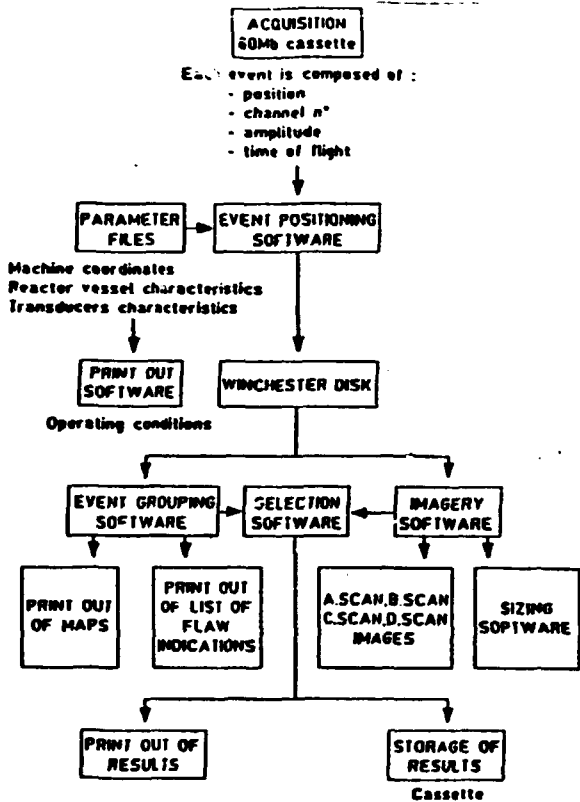 ACQUISITION
60Mb cassette
Each event is composed of :
- position
- channel n°
- amplitude
- time of flight
PARAMETER
FILES
EVENT POSITIONING
SOFTWARE
Machine coordinates
Reactor vessel characteristics
Transducers characteristics
PRINT OUT
SOFTWARE
WINCHESTER DISK
Operating conditions
EVENT GROUPING
SOFTWARE
SELECTION
SOFTWARE
IMAGERY
SOFTWARE
PRINT OUT
OF MAPS
PRINT OUT
OF LIST OF
FLAW
INDICATIONS
A.SCAN,B.SCAN
C.SCAN,D.SCAN
IMAGES
SIZING
SOFTWARE
PRINT OUT OF
RESULTS
STORAGE OF
RESULTS
Cassette